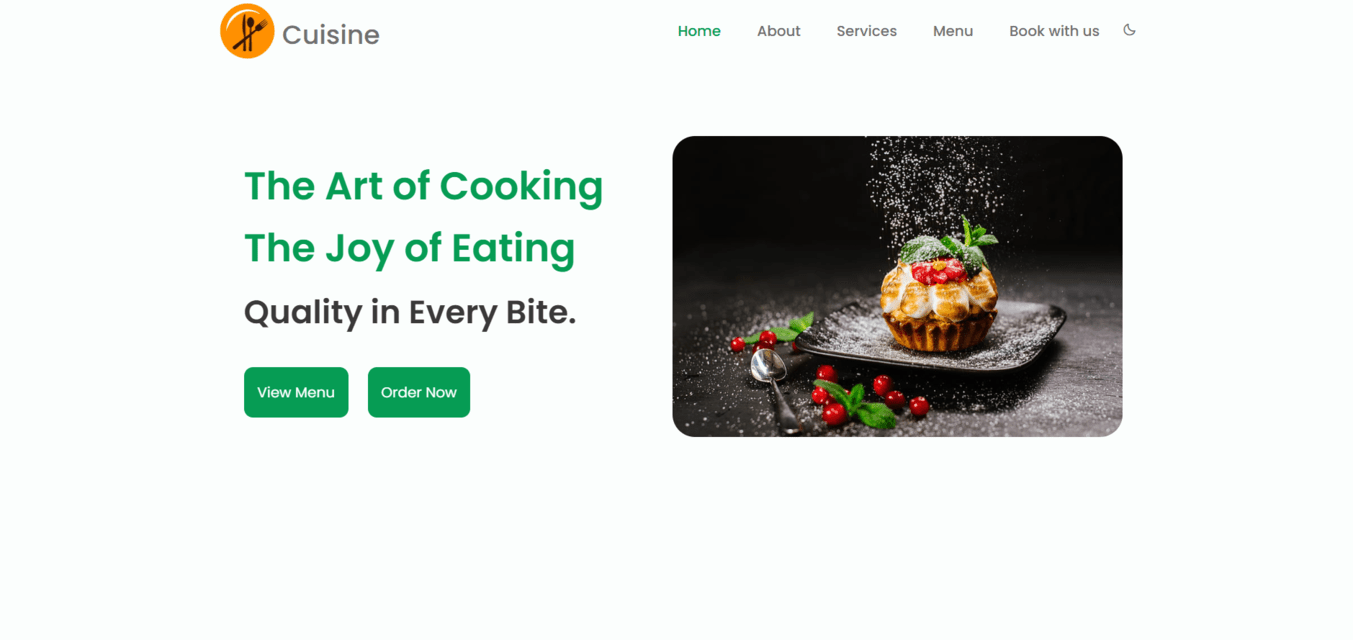 Cuisine
Home About Services Menu Book with us
The Art of Cooking
The Joy of Eating
Quality in Every Bite.
View Menu Order Now